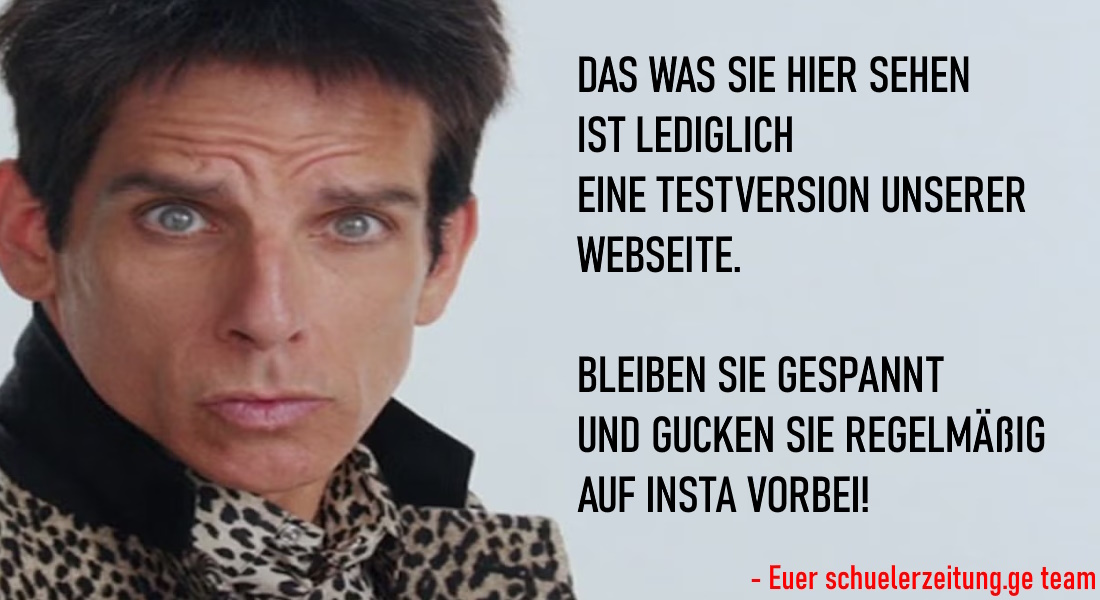 DAS WAS SIE HIER SEHEN
IST LEDIGLICH
EINE TESTVERSION UNSERER
WEBSEITE.
BLEIBEN SIE GESPANNT
UND GUCKEN SIE REGELMÄßIG
AUF INSTA VORBEI!
- Euer schuelerzeitung.ge team